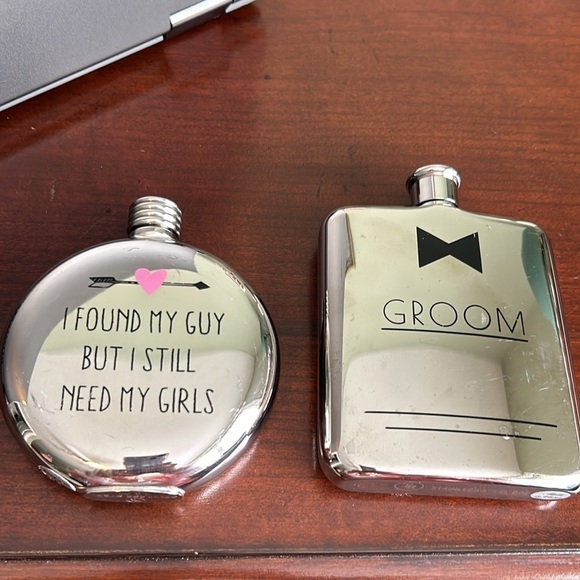 I FOUND MY GUY
BUT I STILL
NEED MY GIRLS
GROOM